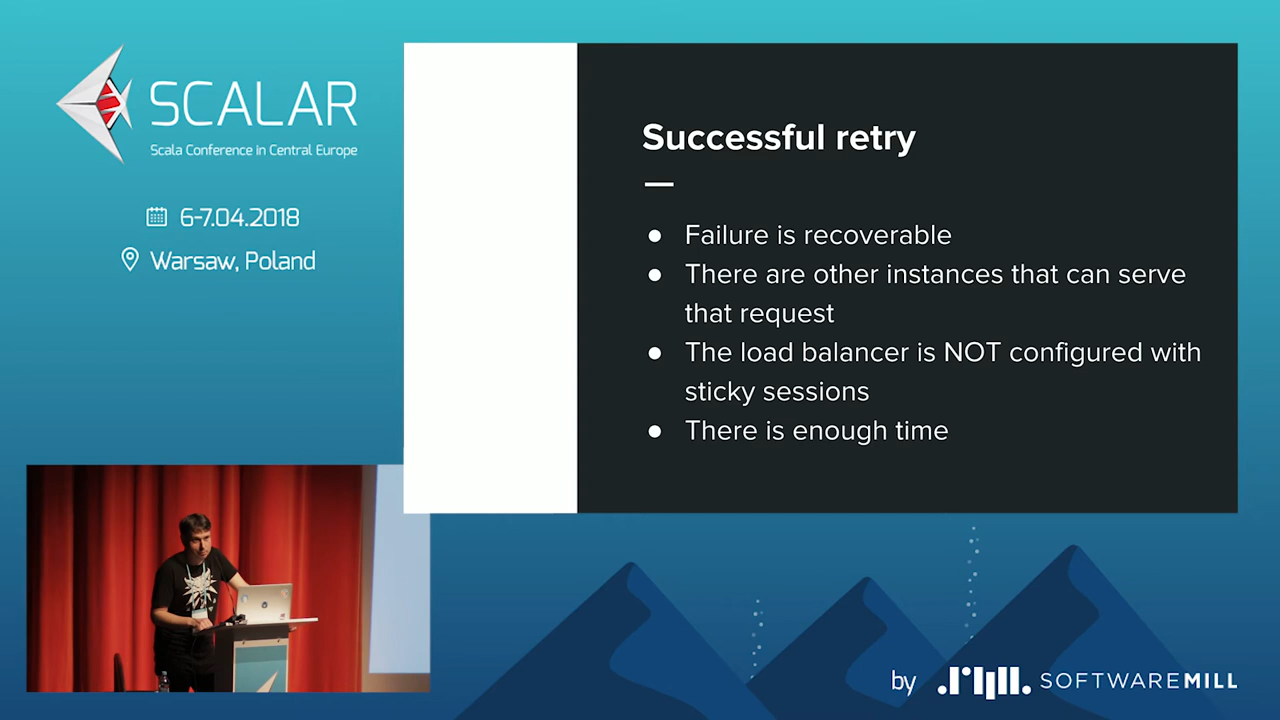 SCALAR
Scala Conference in Central Europe
6-7.04.2018
Warsaw, Poland
Successful retry
● Failure is recoverable
● There are other instances that can serve
that request
● The load balancer is NOT configured with
sticky sessions
● There is enough time
by SOFTWAREMILL